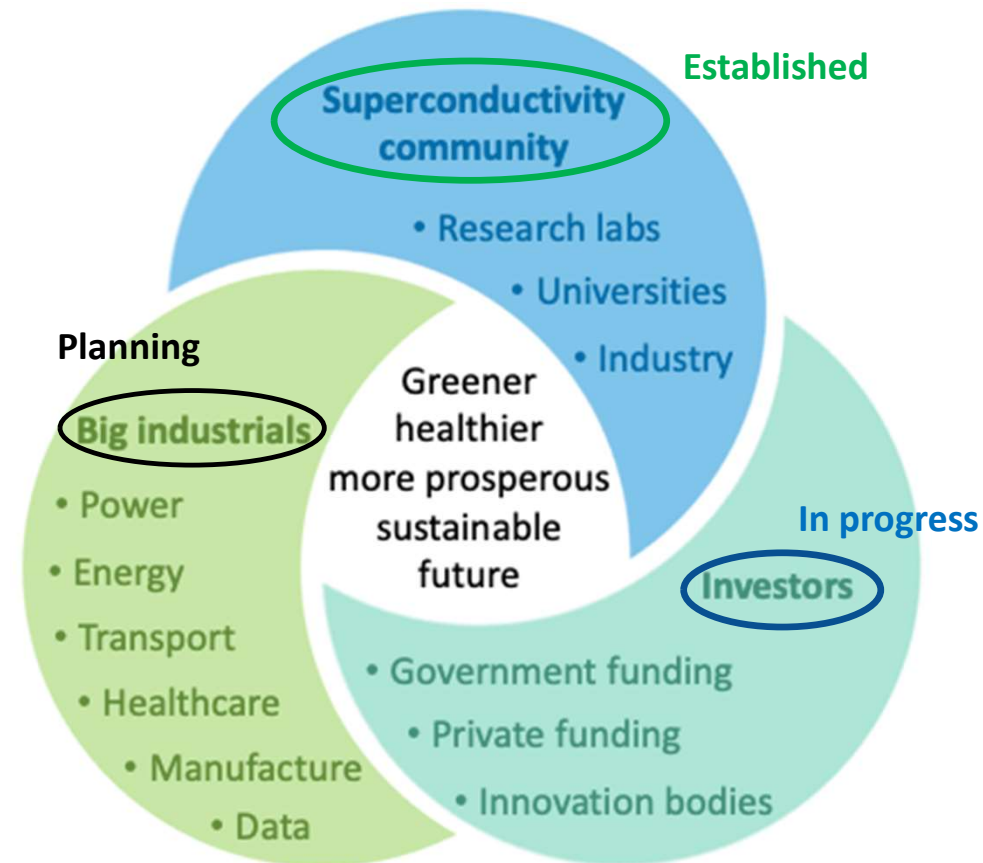 Established
Superconductivity
community
• Research labs
• Universities
• Industry
Planning
Big industrials
• Power
• Energy
• Transport
• Healthcare
• Manufacture
• Data
Greener
healthier
more prosperous
sustainable
future
In progress
Investors
• Government funding
• Private funding
• Innovation bodies